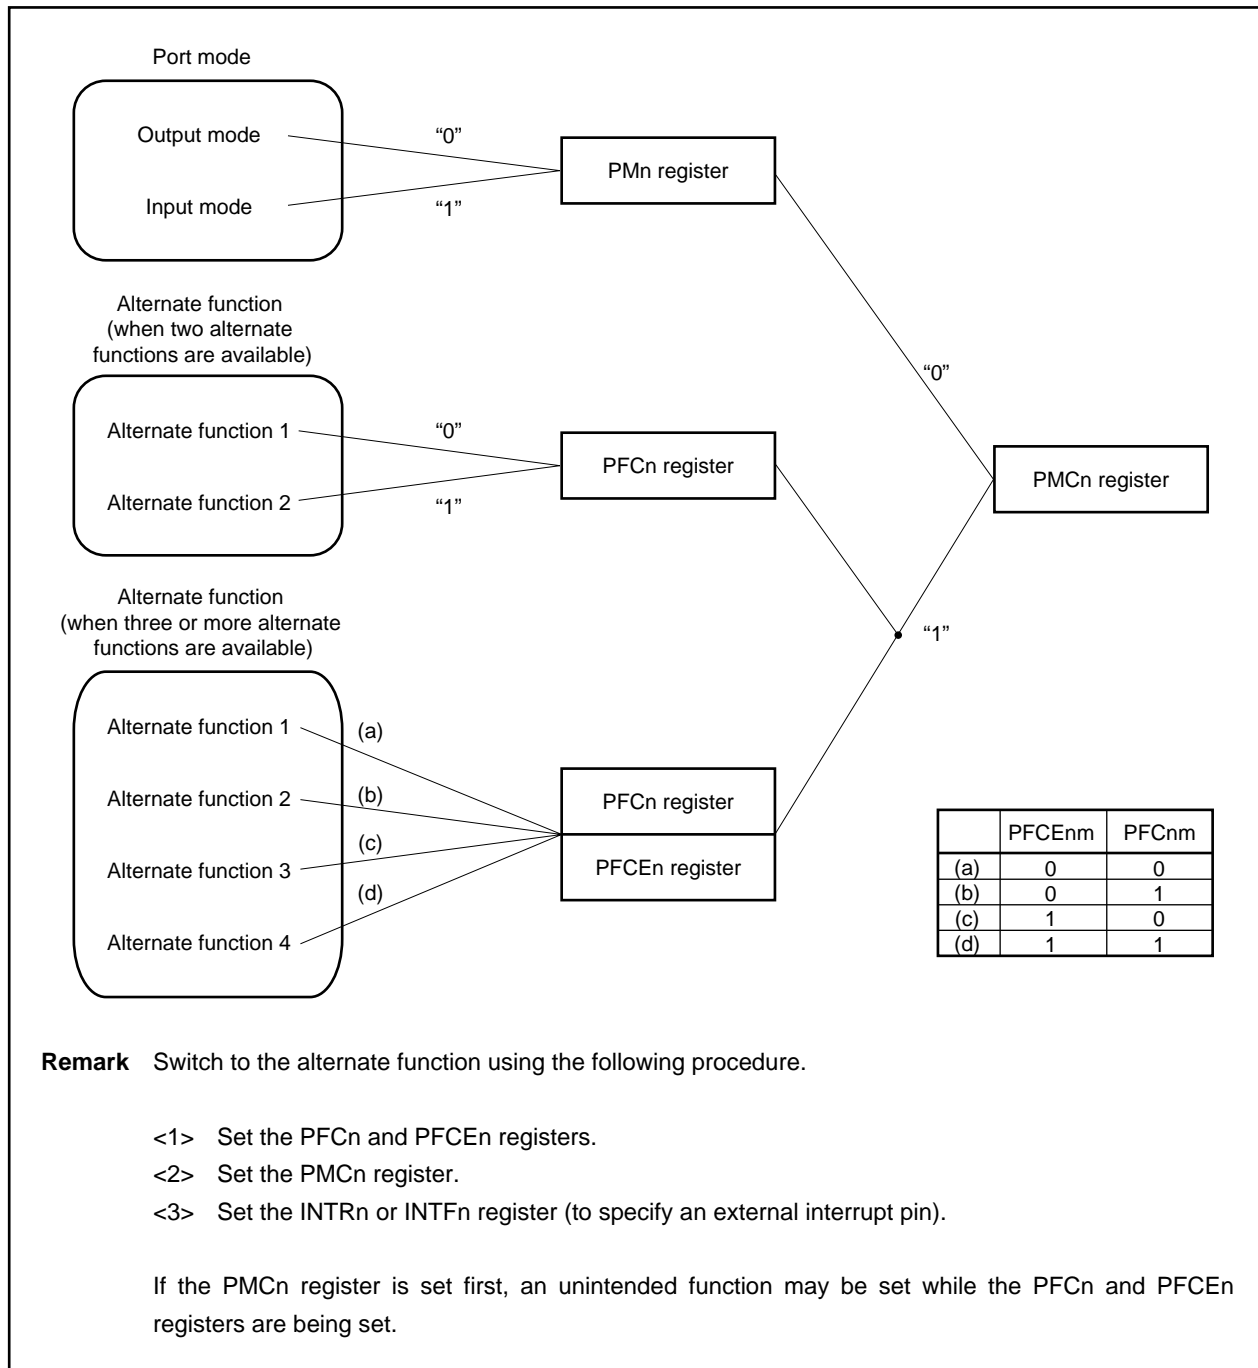 Port mode
Output mode
“0”
PMn register
Input mode
“1”
Alternate function
(when two alternate
functions are available)
“0”
Alternate function 1
“0”
PFCn register
PMCn register
Alternate function 2
“1”
Alternate function
(when three or more alternate
functions are available)
“1”
Alternate function 1
(a)
Alternate function 2
(b)
PFCn register
(c)
Alternate function 3
PFCEn register
(d)
Alternate function 4
PFCEnm PFCnm
(a) 0 0
(b) 0 1
(c) 1 0
(d) 1 1
Remark Switch to the alternate function using the following procedure.
<1> Set the PFCn and PFCEn registers.
<2> Set the PMCn register.
<3> Set the INTRn or INTFn register (to specify an external interrupt pin).
If the PMCn register is set first, an unintended function may be set while the PFCn and PFCEn
registers are being set.